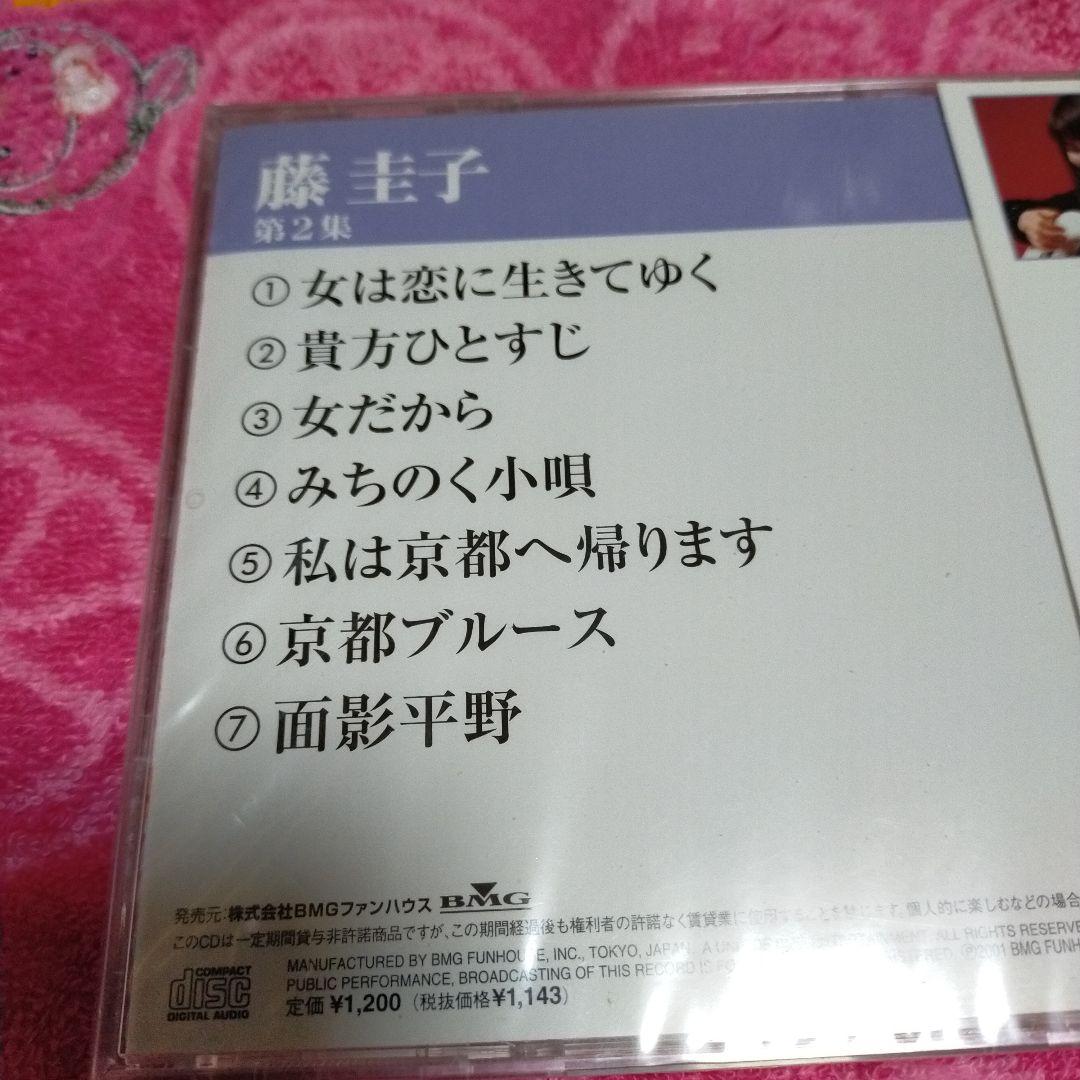 藤 圭子
第2集
①女は恋に生きてゆく
②貴方ひとすじ
③女だから
④みちのく小唄
⑤私は京都へ帰ります
⑥京都ブルース
⑦面影平野
発売元:株式会社BMGファンハウス BMG
このCDは一定期間貸与非許諾商品ですが、この期間経過後も権利者の許諾なく賃貸業に使用することを禁じます。個人的に楽しむなどの場合
COMPACT disc DIGITAL AUDIO
MANUFACTURED BY BMG FUNHOUSE, INC., TOKYO, JAPAN. ALL RIGHTS RESERVE
PUBLIC PERFORMANCE, BROADCASTING OF THIS RECORD IS ℗2001 BMG FUNH
定価 ¥1,200 (税抜価格¥1,143)